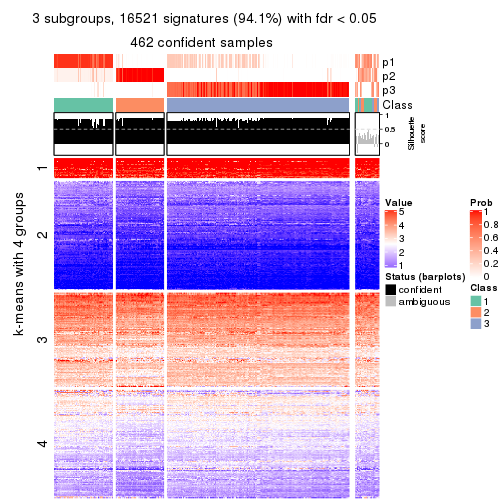 3 subgroups, 16521 signatures (94.1%) with fdr < 0.05
462 confident samples
p1
p2
p3
Class
1
0.5
0
Silhouette
score
k-means with 4 groups
1
2
3
4
Value
5
4
3
2
1
Status (barplots)
confident
ambiguous
Prob
1
0.8
0.6
0.4
0.2
0
Class
1
2
3